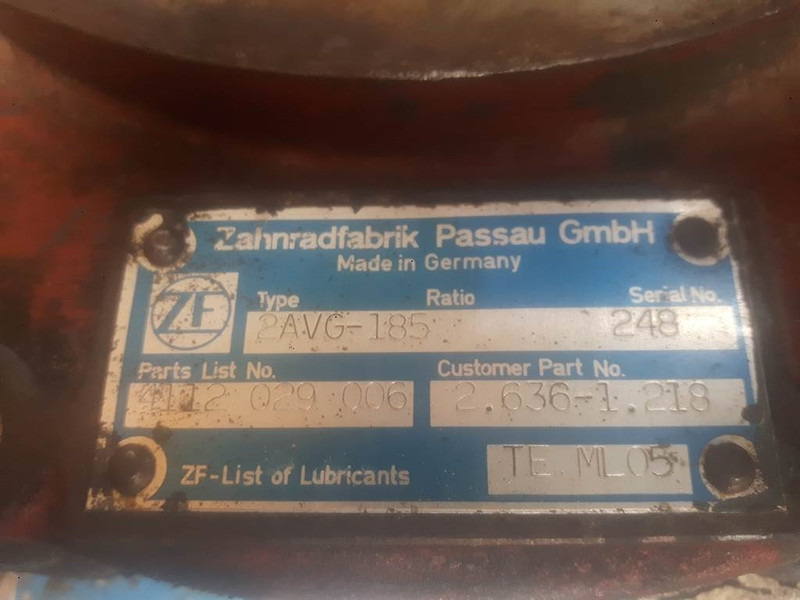 Zahnradfabrik Passau GmbH
Made in Germany
ZF
Type Ratio Serial No.
2AVG-185 248
Parts List No. Customer Part No.
4112 029 006 2.636-1.218
ZF-List of Lubricants TE. ML05